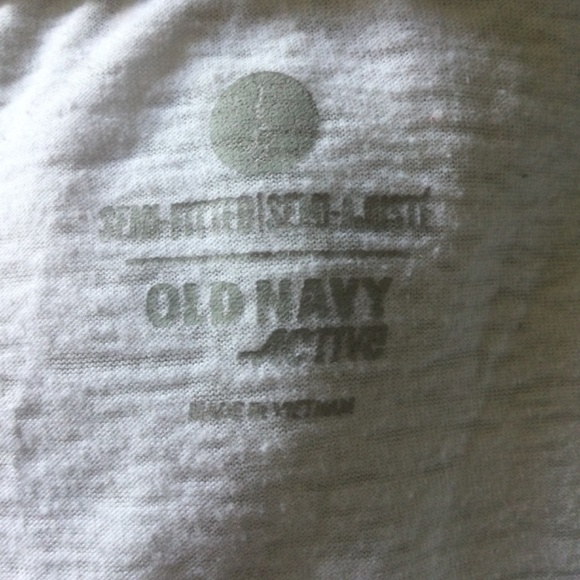 SEMI-FITTED|SEMI-AJUSTÉ
OLD NAVY
ACTIVE
MADE IN VIETNAM